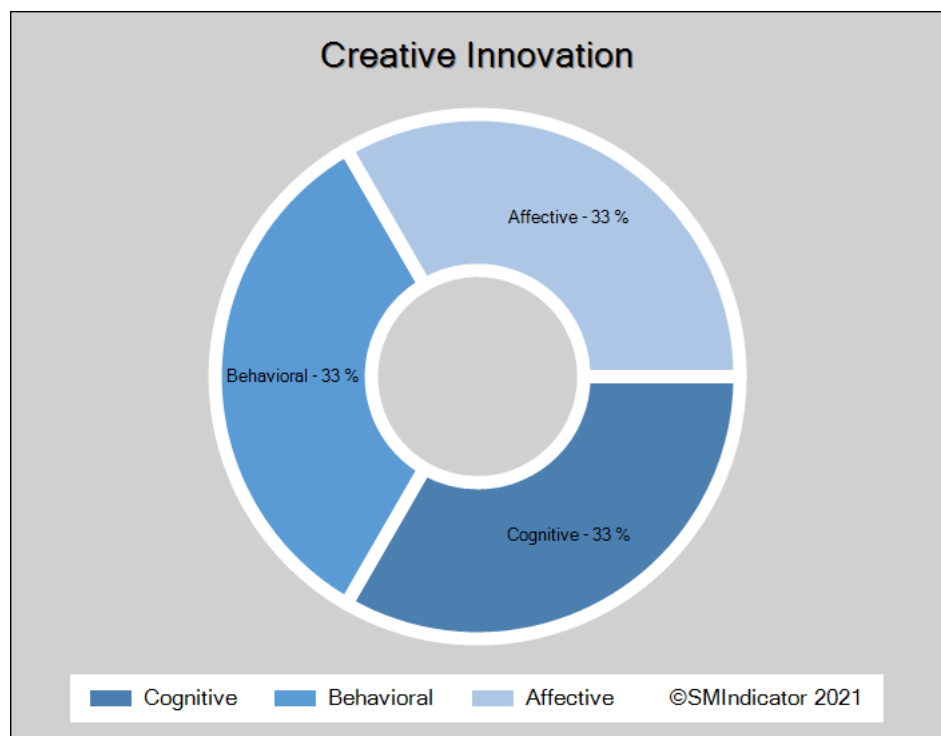 Creative Innovation
Affective - 33 %
Behavioral - 33 %
Cognitive - 33 %
Cognitive Behavioral Affective ©SMIndicator 2021